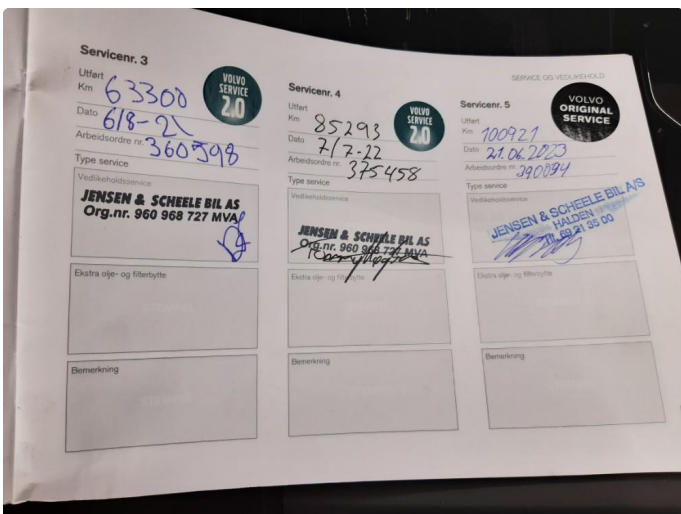 SERVICE OG VEDLIKEHOLD
Servicenr. 3
Utført
Km 63300
VOLVO
SERVICE
2.0
Dato 6/8-21
Arbeidsordre nr. 360598
Type service
Vedlikeholdsservice
JENSEN & SCHEELE BIL AS
Org.nr. 960 968 727 MVA
Ekstra olje- og filterbytte
Bemerkning
Servicenr. 4
Utført
Km 85293
VOLVO
SERVICE
2.0
Dato 7/7-22
Arbeidsordre nr. 375458
Type service
Vedlikeholdsservice
JENSEN & SCHEELE BIL AS
Org.nr. 960 968 727 MVA
Ekstra olje- og filterbytte
Bemerkning
Servicenr. 5
Utført
Km 100921
VOLVO
ORIGINAL
SERVICE
Dato 21.06.2023
Arbeidsordre nr. 390894
Type service
Vedlikeholdsservice
JENSEN & SCHEELE BIL A/S
HALDEN
Tlf. 69 21 35 00
Ekstra olje- og filterbytte
Bemerkning